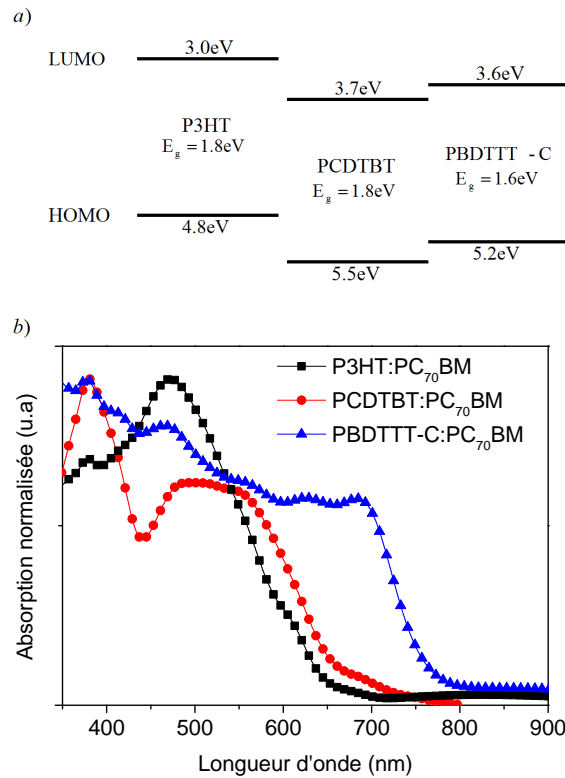 a)
LUMO
3.0eV
3.7eV
3.6eV
P3HT
E_g = 1.8eV
PCDTBT
E_g = 1.8eV
PBDTTT - C
E_g = 1.6eV
HOMO
4.8eV
5.5eV
5.2eV
b)
P3HT:PC₇₀BM
PCDTBT:PC₇₀BM
PBDTTT-C:PC₇₀BM
Absorption normalisée (u.a)
400 500 600 700 800 900
Longueur d'onde (nm)